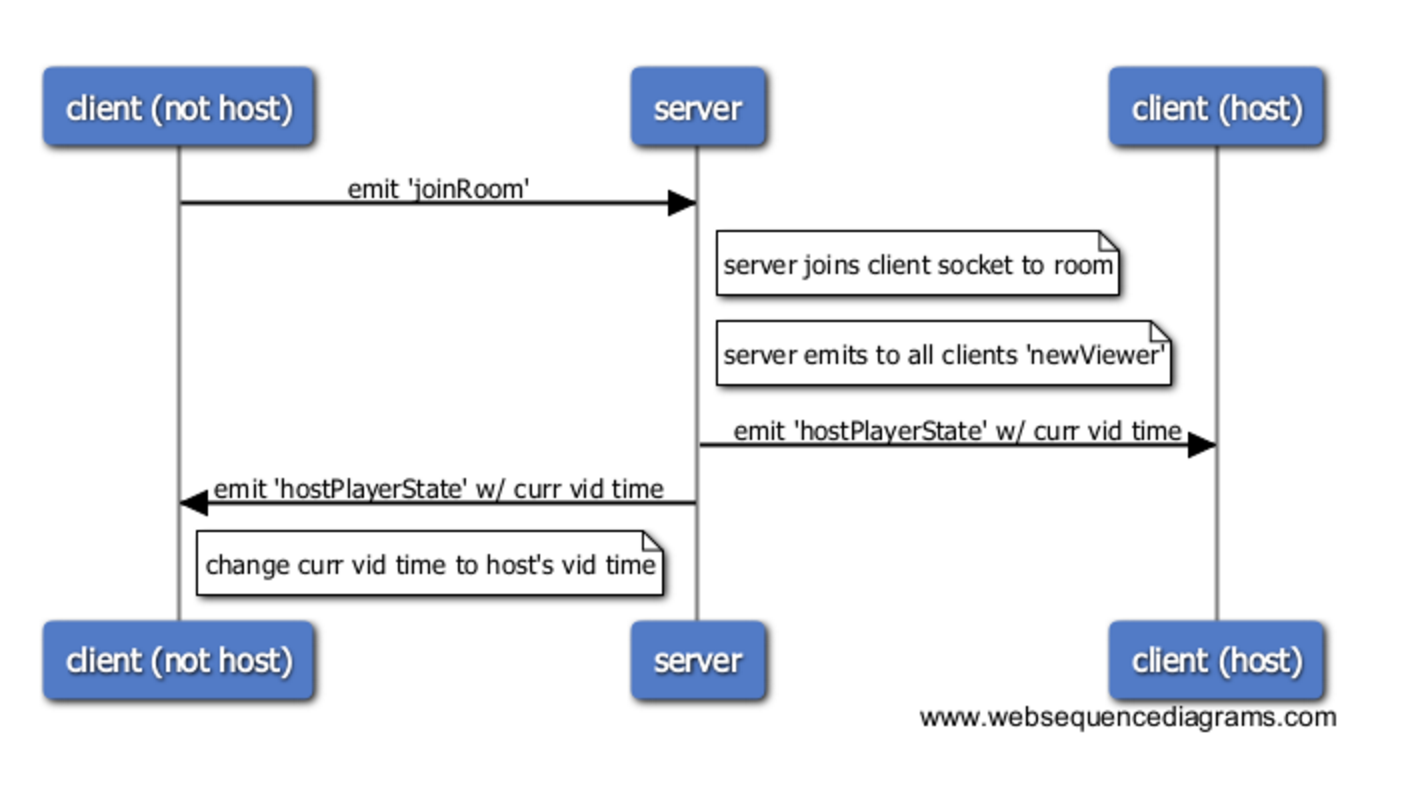 client (not host)
server
client (host)
emit 'joinRoom'
server joins client socket to room
server emits to all clients 'newViewer'
emit 'hostPlayerState' w/ curr vid time
emit 'hostPlayerState' w/ curr vid time
change curr vid time to host's vid time
client (not host)
server
client (host)
www.websequencediagrams.com